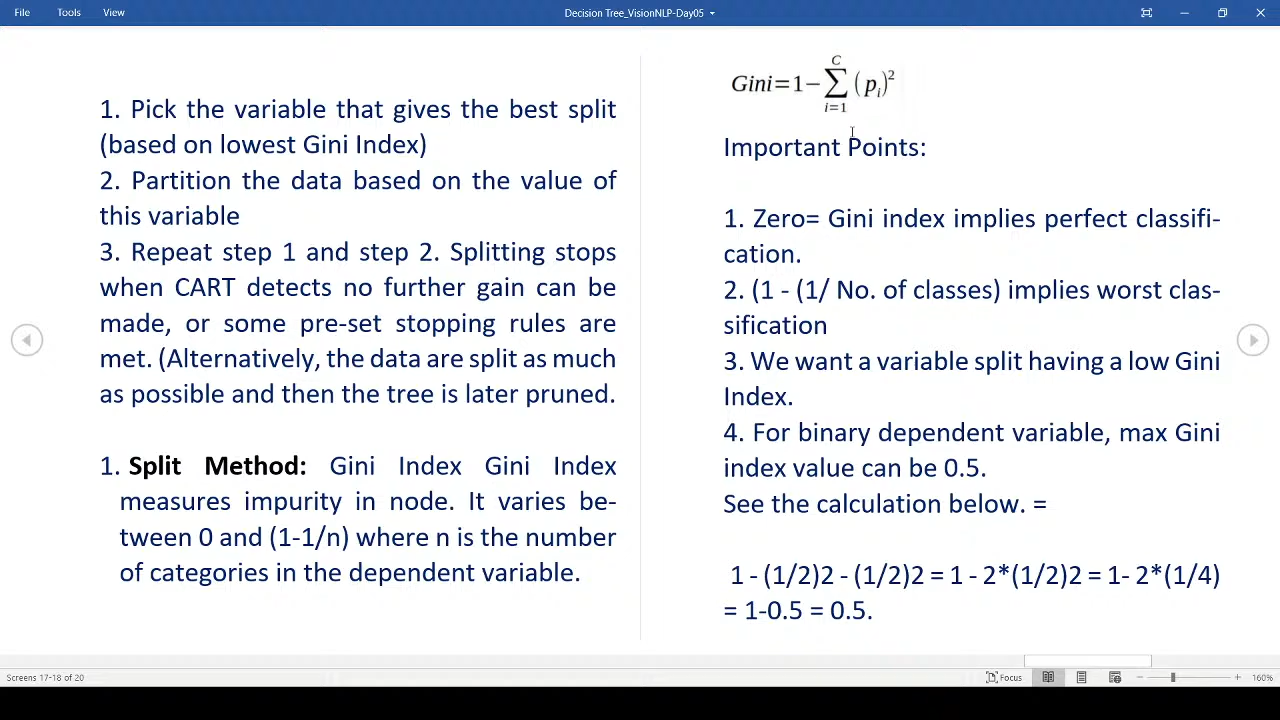 File Tools View Decision Tree_VisionNLP-Day05
1. Pick the variable that gives the best split
(based on lowest Gini Index)
2. Partition the data based on the value of
this variable
3. Repeat step 1 and step 2. Splitting stops
when CART detects no further gain can be
made, or some pre-set stopping rules are
met. (Alternatively, the data are split as much
as possible and then the tree is later pruned.
1. Split Method: Gini Index Gini Index
measures impurity in node. It varies be-
tween 0 and (1-1/n) where n is the number
of categories in the dependent variable.
Gini=1−∑_{i=1}^{C}(p_i)²
Important Points:
1. Zero= Gini index implies perfect classifi-
cation.
2. (1 - (1/ No. of classes) implies worst clas-
sification
3. We want a variable split having a low Gini
Index.
4. For binary dependent variable, max Gini
index value can be 0.5.
See the calculation below. =
1 - (1/2)2 - (1/2)2 = 1 - 2*(1/2)2 = 1- 2*(1/4)
= 1-0.5 = 0.5.
Screens 17-18 of 20 Focus 160%